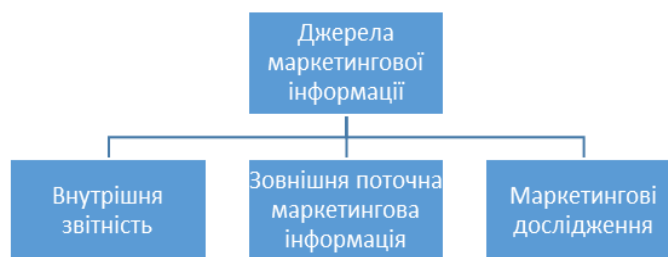 Джерела
маркетингової
інформації
Внутрішня
звітність
Зовнішня поточна
маркетингова
інформація
Маркетингові
дослідження